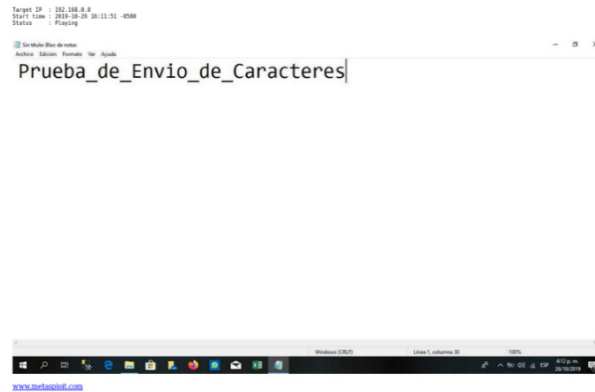 Target IP  : 192.168.0.8
Start time : 2019-10-26 16:11:51 -0500
Status     : Playing
Sin título: Bloc de notas
Archivo Edición Formato Ver Ayuda
Prueba_de_Envio_de_Caracteres
Windows (CRLF) Línea 1, columna 30 100%
ESP 4:12 p. m.
26/10/2019
www.metasploit.com